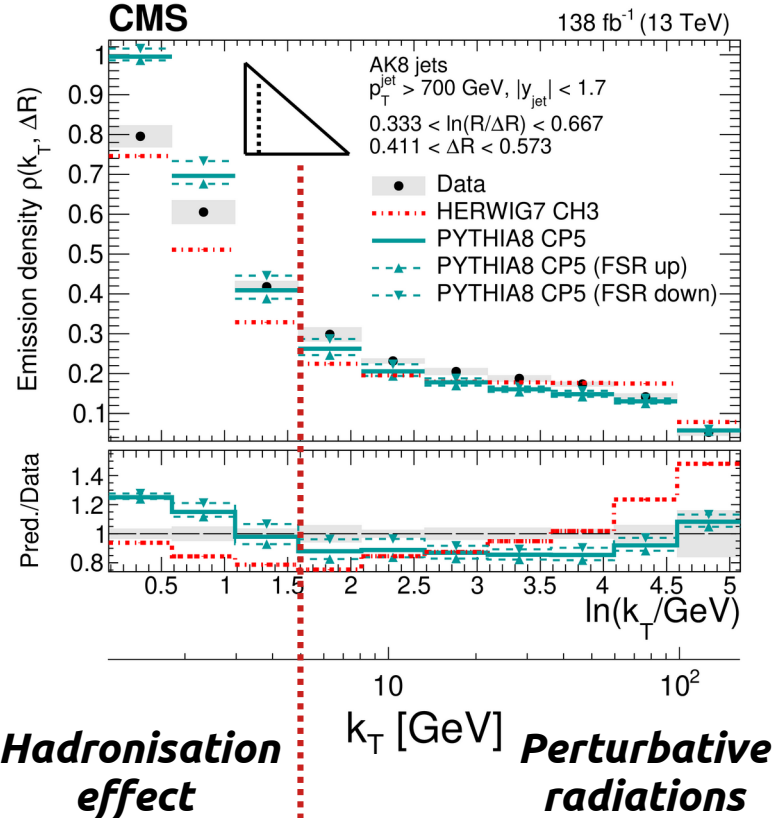 CMS 138 fb⁻¹ (13 TeV)
Emission density ρ(k_T, ΔR)
1
0.9
0.8
0.7
0.6
0.5
0.4
0.3
0.2
0.1
AK8 jets
p_T^jet > 700 GeV, |y_jet| < 1.7
0.333 < ln(R/ΔR) < 0.667
0.411 < ΔR < 0.573
Data
HERWIG7 CH3
PYTHIA8 CP5
PYTHIA8 CP5 (FSR up)
PYTHIA8 CP5 (FSR down)
Pred./Data
1.4
1.2
1
0.8
0.5 1 1.5 2 2.5 3 3.5 4 4.5 5
ln(k_T/GeV)
10 10²
k_T [GeV]
Hadronisation
effect
Perturbative
radiations